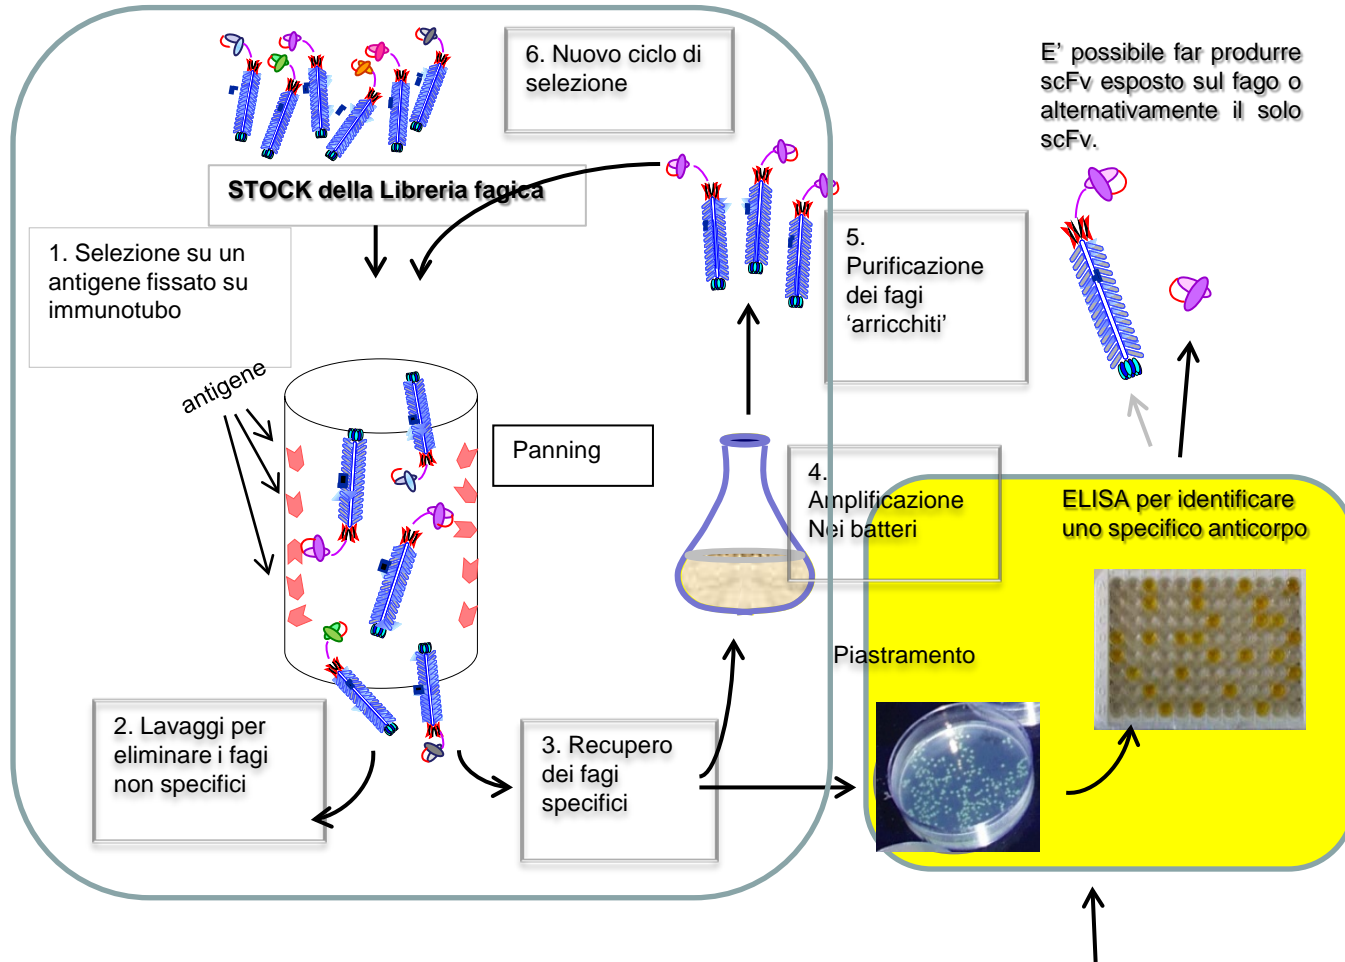 6. Nuovo ciclo di
selezione
STOCK della Libreria fagica
1. Selezione su un
antigene fissato su
immunotubo
antigene
Panning
2. Lavaggi per
eliminare i fagi
non specifici
3. Recupero
dei fagi
specifici
4.
Amplificazione
Nei batteri
5.
Purificazione
dei fagi
‘arricchiti’
E’ possibile far produrre
scFv esposto sul fago o
alternativamente il solo
scFv.
ELISA per identificare
uno specifico anticorpo
Piastramento